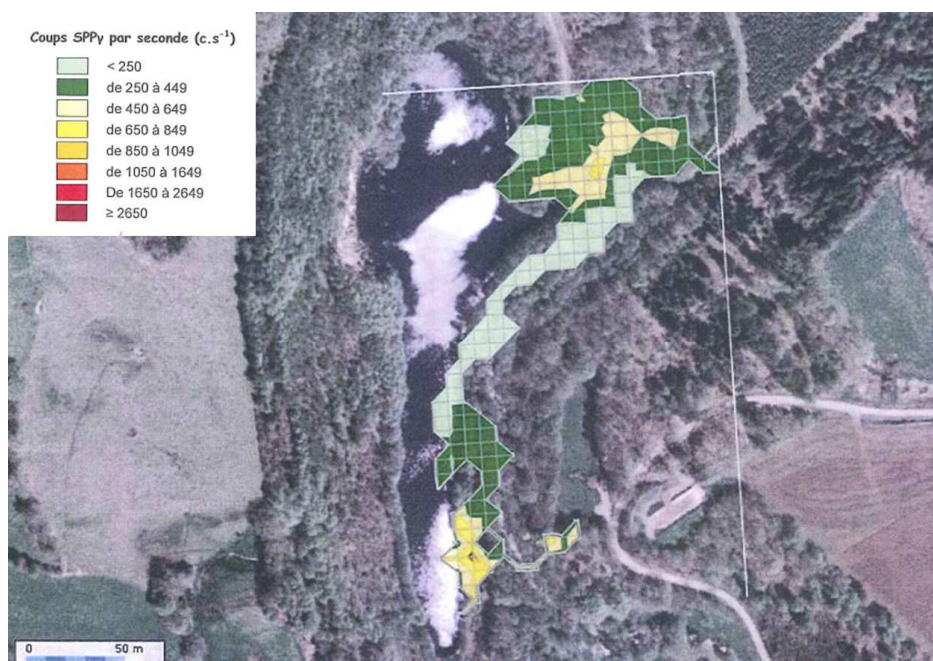 Coups SPPγ par seconde (c.s⁻¹)
< 250
de 250 à 449
de 450 à 649
de 650 à 849
de 850 à 1049
de 1050 à 1649
De 1650 à 2649
≥ 2650
0 50 m